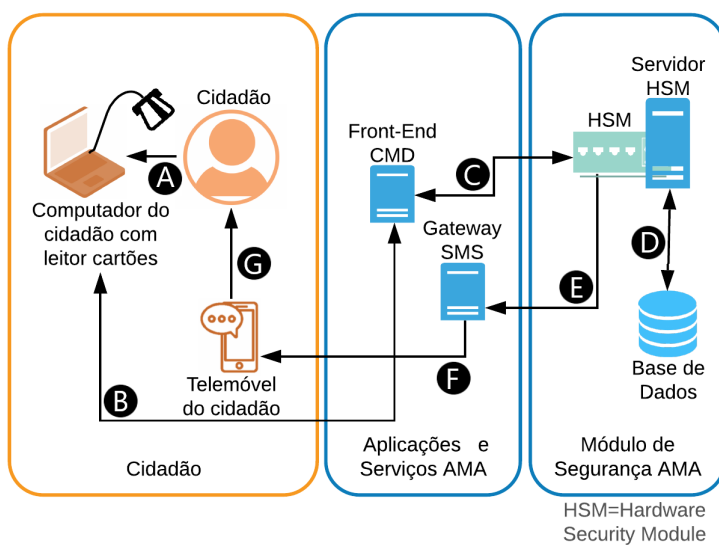 Servidor
HSM
HSM
Cidadão
Front-End
CMD
A
C
Computador do
cidadão com
leitor cartões
Gateway
SMS
D
G
E
F
Telemóvel
do cidadão
Base de
Dados
B
Cidadão
Aplicações e
Serviços AMA
Módulo de
Segurança AMA
HSM=Hardware
Security Module